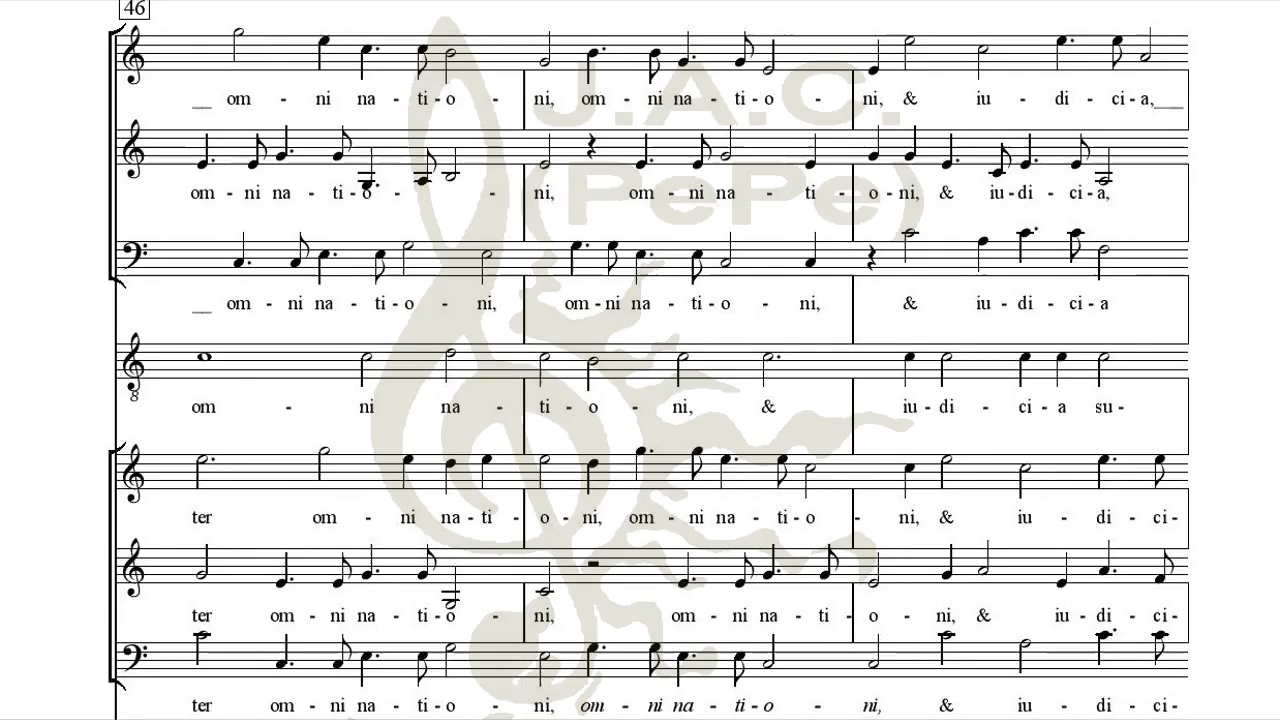 46
__ om - ni na - ti - o - ni, om - ni na - ti - o - ni, & iu - di - ci - a,___
om - ni na - ti - o - ni, om - ni na - ti - o - ni, & iu - di - ci - a,
__ om - ni na - ti - o - ni, om - ni na - ti - o - ni, & iu - di - ci - a
8
om - ni na - ti - o - ni, & iu - di - ci - a su -
ter om - ni na - ti - o - ni, om - ni na - ti - o - ni, & iu - di - ci -
ter om - ni na - ti - o - ni, om - ni na - ti - o - ni, & iu - di - ci -
ter om - ni na - ti - o - ni, om - ni na - ti - o - ni, & iu - di - ci -
J.A.C.
(PePe)